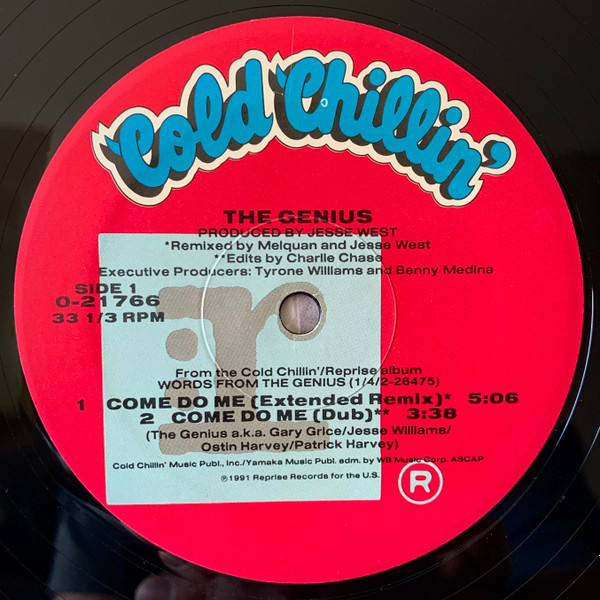 Cold Chillin'
THE GENIUS
PRODUCED BY JESSE WEST
*Remixed by Melquan and Jesse West
**Edits by Charlie Chase
Executive Producers: Tyrone Williams and Benny Medina
SIDE 1
0-21766
33 1/3 RPM
r
From the Cold Chillin'/Reprise album
WORDS FROM THE GENIUS (1/4/2-26475)
1 COME DO ME (Extended Remix)* 5:06
2 COME DO ME (Dub)** 3:38
(The Genius a.k.a. Gary Grice/Jesse Williams/
Ostin Harvey/Patrick Harvey)
Cold Chillin' Music Publ., Inc./Yamaka Music Publ. adm. by WB Music Corp. ASCAP
℗1991 Reprise Records for the U.S.
R